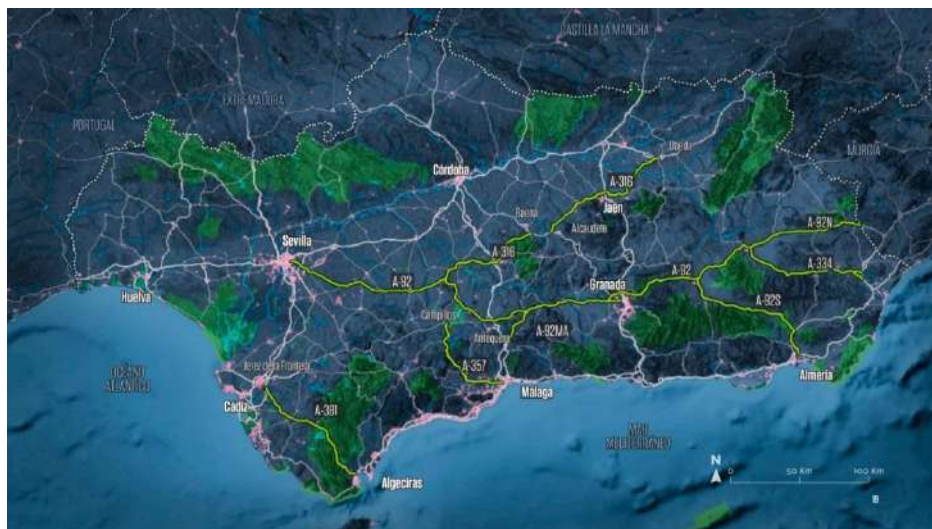 CASTILLA LA MANCHA
EXTREMADURA
PORTUGAL
MURCIA
Úbeda
Córdoba
A-316
Jaén
Baena
Alcaudete
A-92N
Sevilla
A-318
A-334
A-92
A-92
Granada
Huelva
A-92S
Campillos
Antequera
A-92MA
Jerez de la Frontera
A-357
OCÉANO
ATLÁNTICO
Málaga
Almería
Cádiz
A-381
MAR
MEDITERRÁNEO
Algeciras
N
0
50 Km
100 Km